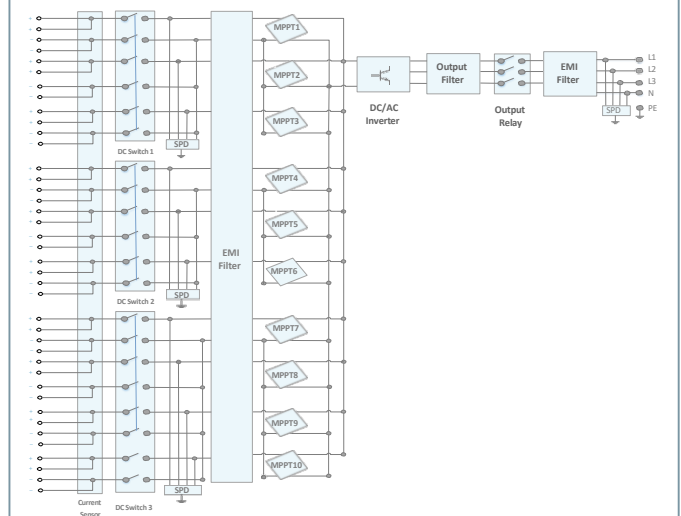 MPPT1
MPPT2
MPPT3
SPD
DC Switch 1
MPPT4
MPPT5
MPPT6
SPD
DC Switch 2
MPPT7
MPPT8
MPPT9
MPPT10
SPD
DC Switch 3
Current
Sensor
EMI
Filter
DC/AC
Inverter
Output
Filter
Output
Relay
EMI
Filter
L1
L2
L3
N
SPD
PE